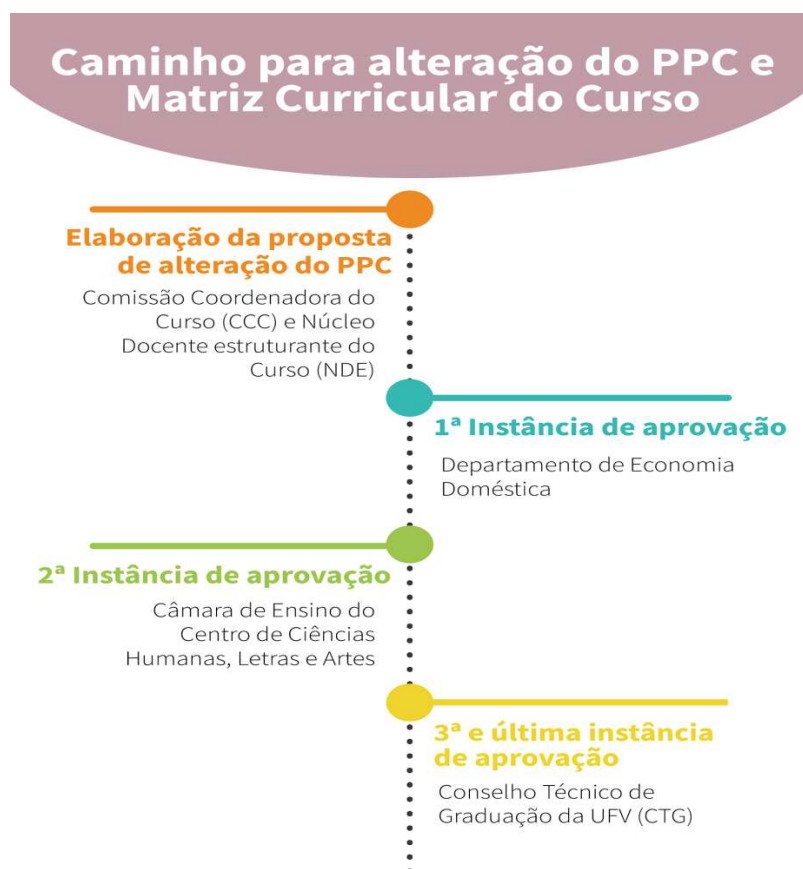 Caminho para alteração do PPC e
Matriz Curricular do Curso
Elaboração da proposta
de alteração do PPC
Comissão Coordenadora do
Curso (CCC) e Núcleo
Docente estruturante do
Curso (NDE)
1ª Instância de aprovação
Departamento de Economia
Doméstica
2ª Instância de aprovação
Câmara de Ensino do
Centro de Ciências
Humanas, Letras e Artes
3ª e última instância
de aprovação
Conselho Técnico de
Graduação da UFV (CTG)